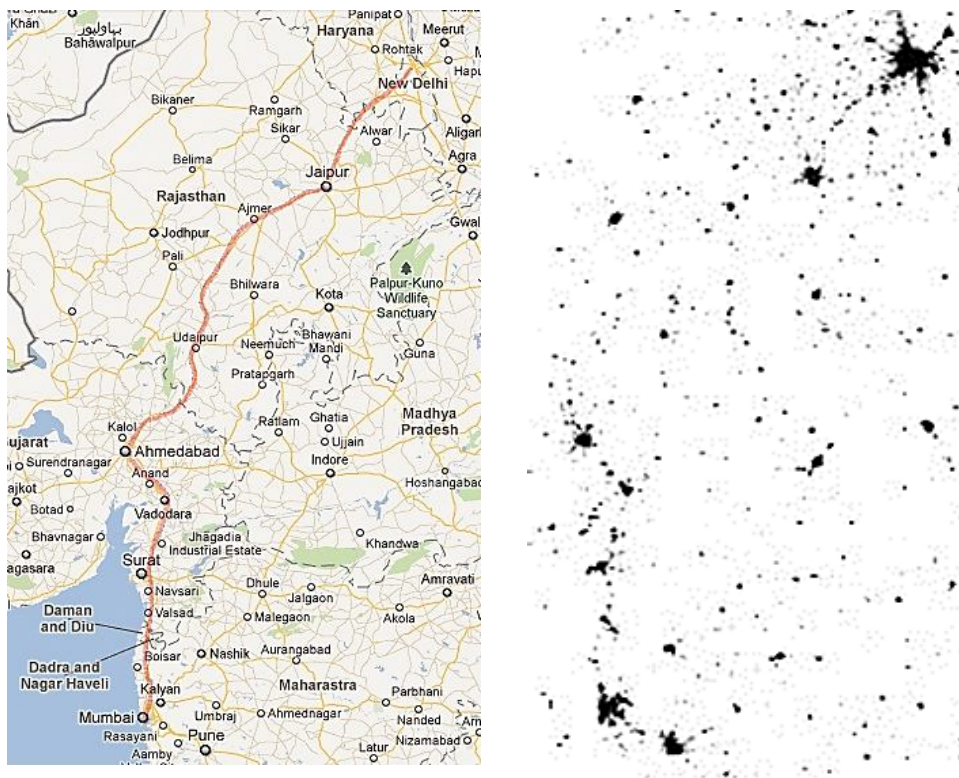 Khān
بہاولپور
Bahāwalpur
Haryana
Panipat
Meerut
Rohtak
Hapu
New Delhi
Bikaner
Ramgarh
Sikar
Alwar
Aligarl
Agra
Belima
Jaipur
Rajasthan
Ajmer
Gwal
Jodhpur
Pali
Palpur-Kuno
Wildlife
Sanctuary
Bhilwara
Kota
Udaipur
Neemuch
Bhawani
Mandi
Guna
Pratapgarh
Kalol
Ratlam
Ghatia
Madhya
Pradesh
ujarat
Ahmedabad
Ujjain
Surendranagar
Indore
Anand
Hoshangabad
ajkot
Botad
Vadodara
Bhavnagar
Jhagadia
Industrial Estate
Khandwa
agasara
Surat
Amravati
Navsari
Dhule
Jalgaon
Akola
Daman
and Diu
Valsad
Malegaon
Dadra and
Nagar Haveli
Boisar
Nashik
Aurangabad
Kalyan
Maharastra
Parbhani
Mumbai
Umbraj
Ahmednagar
Nanded
Rasayani
Pune
Nizamabad
Aamby
Latur